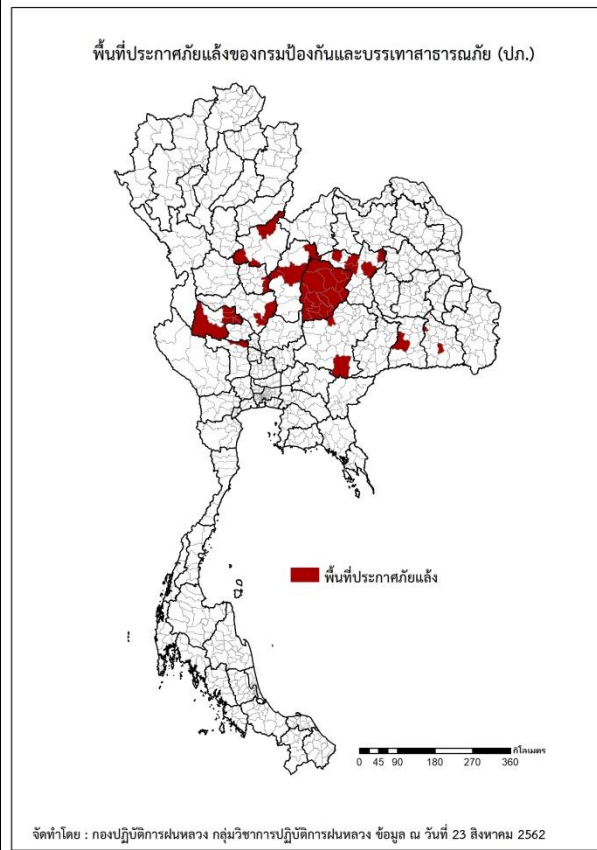 พื้นที่ประกาศภัยแล้งของกรมป้องกันและบรรเทาสาธารณภัย (ปภ.)
พื้นที่ประกาศภัยแล้ง
กิโลเมตร
0 45 90 180 270 360
จัดทำโดย : กองปฏิบัติการฝนหลวง กลุ่มวิชาการปฏิบัติการฝนหลวง ข้อมูล ณ วันที่ 23 สิงหาคม 2562